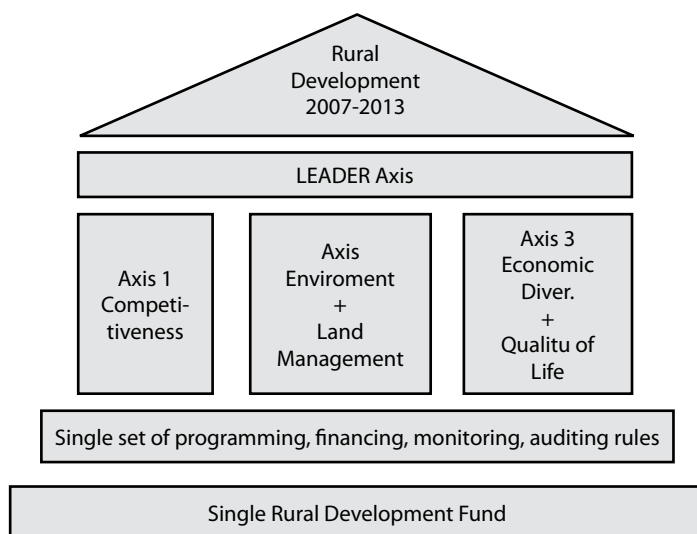 Rural
Development
2007-2013
LEADER Axis
Axis 1
Competi-
tiveness
Axis
Enviroment
+
Land
Management
Axis 3
Economic
Diver.
+
Qualitu of
Life
Single set of programming, financing, monitoring, auditing rules
Single Rural Development Fund